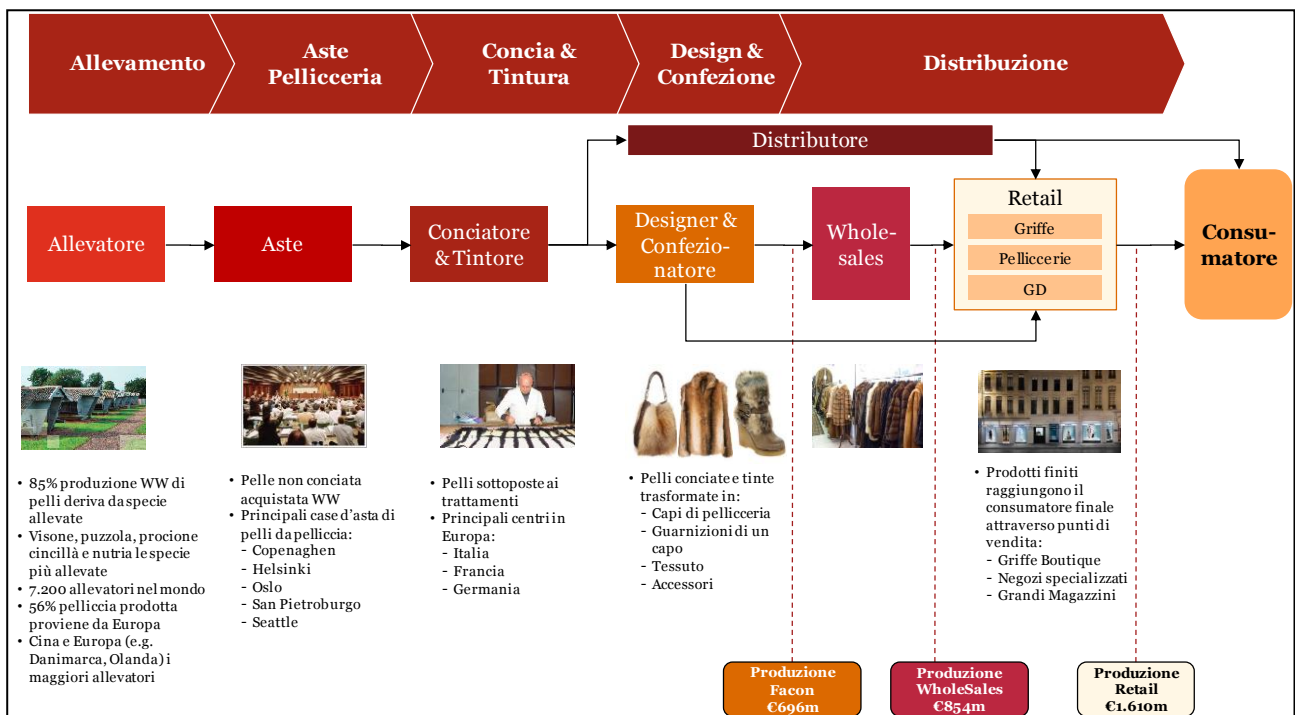 Allevamento
Aste
Pellicceria
Concia &
Tintura
Design &
Confezione
Distribuzione
Distributore
Allevatore
Aste
Conciatore
& Tintore
Designer &
Confezio-
natore
Whole-
sales
Retail
Griffe
Pelliccerie
GD
Consu-
matore
• 85% produzione WW di
pelli deriva da specie
allevate
• Visone, puzzola, procione
cincillà e nutria le specie
più allevate
• 7.200 allevatori nel mondo
• 56% pelliccia prodotta
proviene da Europa
• Cina e Europa (e.g.
Danimarca, Olanda) i
maggiori allevatori
• Pelle non conciata
acquistata WW
• Principali case d'asta di
pelli da pelliccia:
- Copenaghen
- Helsinki
- Oslo
- San Pietroburgo
- Seattle
• Pelli sottoposte ai
trattamenti
• Principali centri in
Europa:
- Italia
- Francia
- Germania
• Pelli conciate e tinte
trasformate in:
- Capi di pellicceria
- Guarnizioni di un
capo
- Tessuto
- Accessori
• Prodotti finiti
raggiungono il
consumatore finale
attraverso punti di
vendita:
- Griffe Boutique
- Negozi specializzati
- Grandi Magazzini
Produzione
Facon
€696m
Produzione
WholeSales
€854m
Produzione
Retail
€1.610m